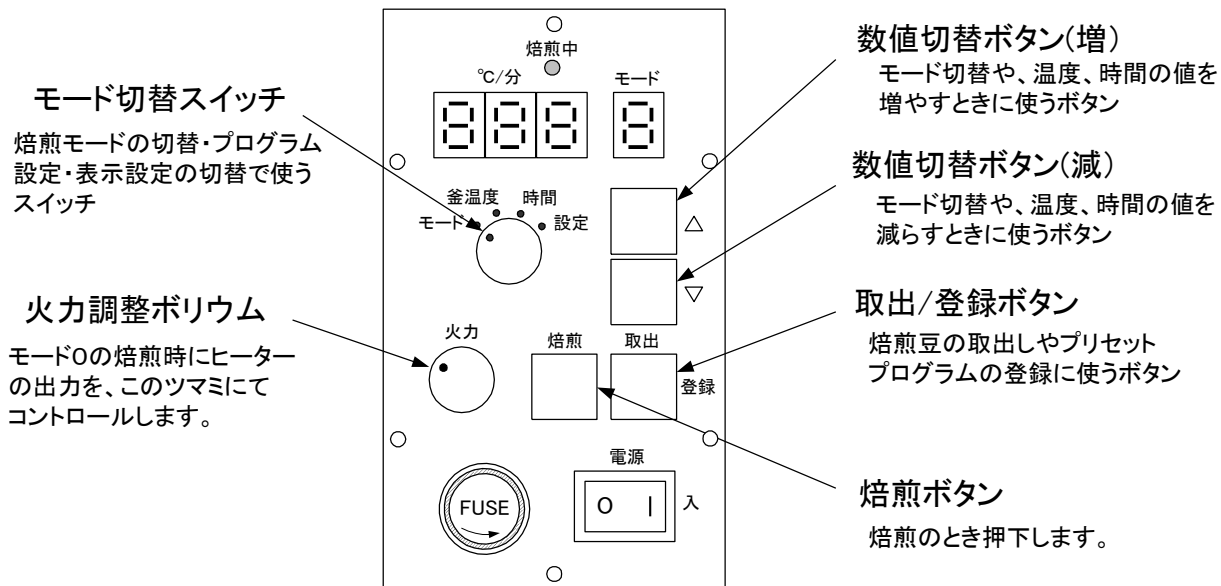 モード切替スイッチ
焙煎モードの切替・プログラム
設定・表示設定の切替で使う
スイッチ
火力調整ボリウム
モード0の焙煎時にヒーター
の出力を、このツマミにて
コントロールします。
焙煎中
℃/分
モード
8 8 8 8
釜温度 時間
モード 設定
△
▽
火力
焙煎 取出
登録
電源
FUSE
O I 入
数値切替ボタン(増)
モード切替や、温度、時間の値を
増やすときに使うボタン
数値切替ボタン(減)
モード切替や、温度、時間の値を
減らすときに使うボタン
取出/登録ボタン
焙煎豆の取出しやプリセット
プログラムの登録に使うボタン
焙煎ボタン
焙煎のとき押下します。